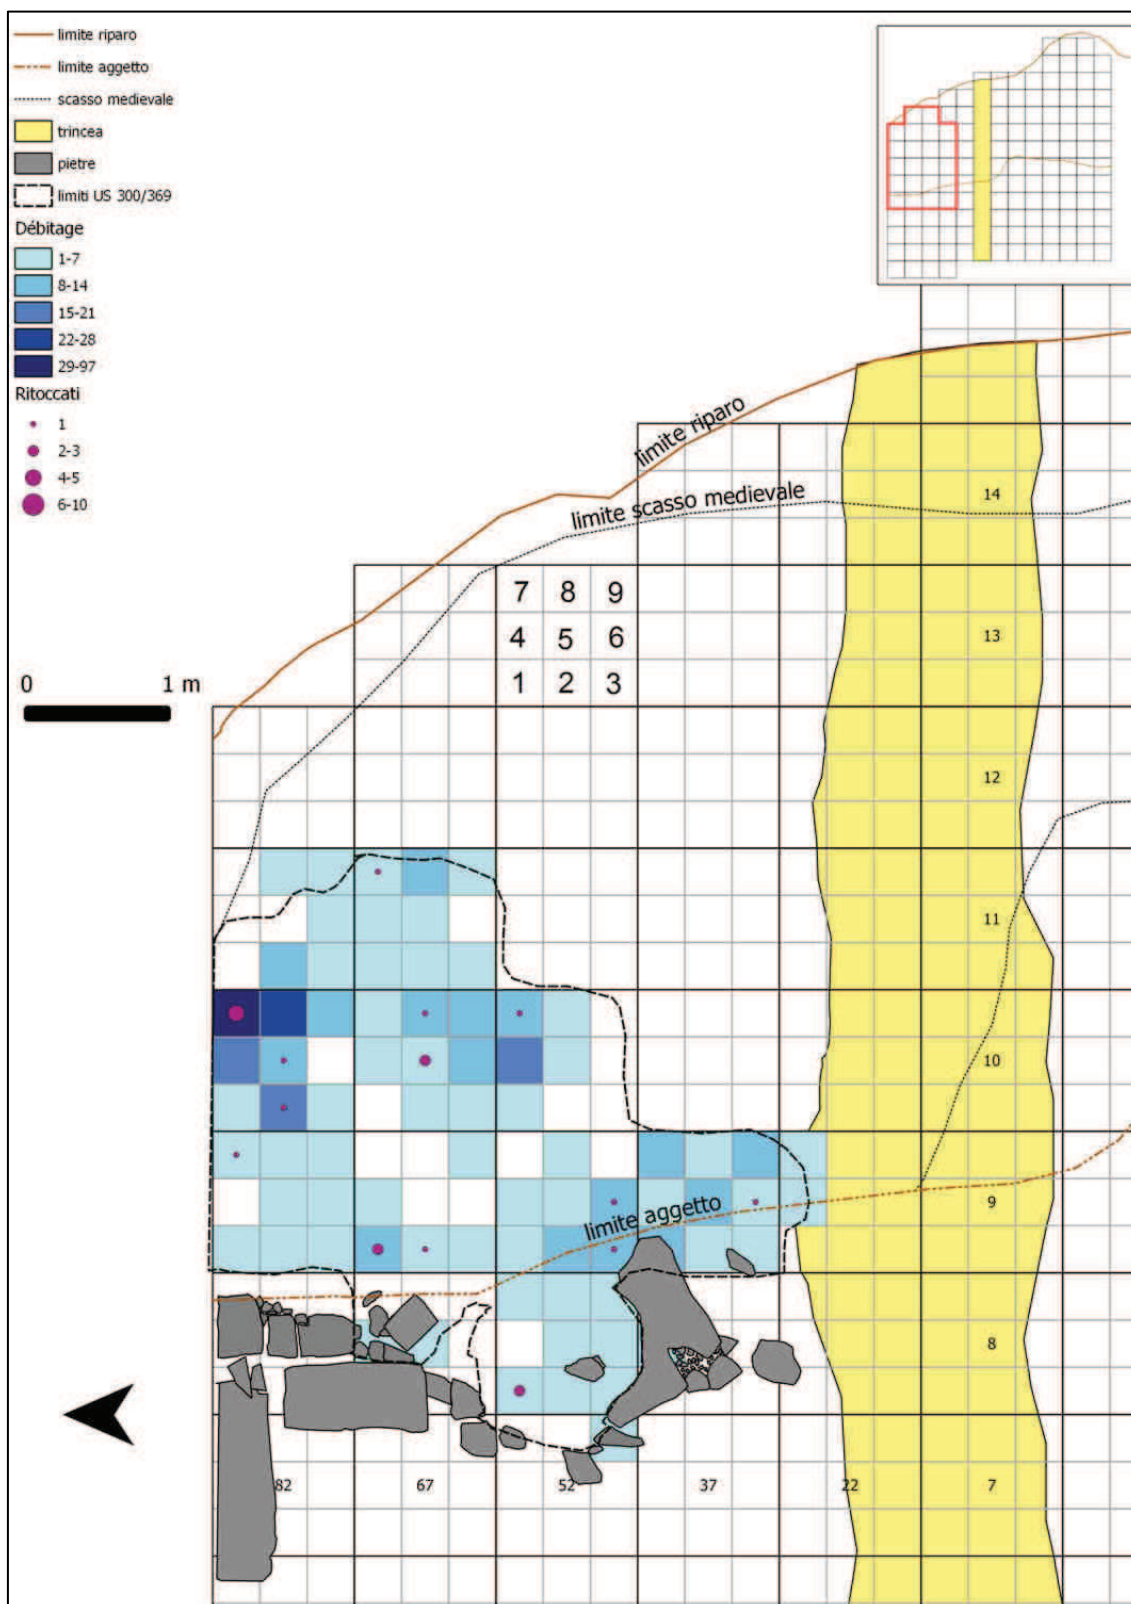 limite riparo
limite aggetto
scasso medievale
trincea
pietre
limiti US 300/369
Débitage
1-7
8-14
15-21
22-28
29-97
Ritoccati
1
2-3
4-5
6-10
limite riparo
limite scasso medievale
14
7 8 9
4 5 6
13
1 2 3
0 1 m
12
11
10
9
limite aggetto
8
82 67 52 37 22 7